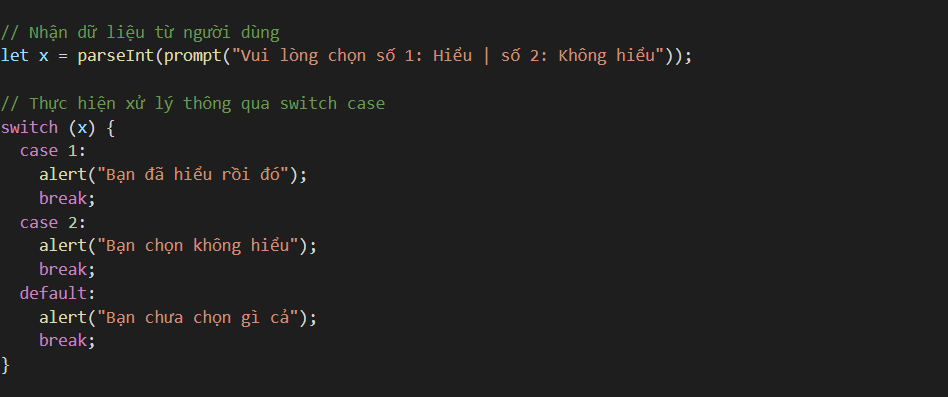 // Nhận dữ liệu từ người dùng
let x = parseInt(prompt("Vui lòng chọn số 1: Hiểu | số 2: Không hiểu"));
// Thực hiện xử lý thông qua switch case
switch (x) {
  case 1:
    alert("Bạn đã hiểu rồi đó");
    break;
  case 2:
    alert("Bạn chọn không hiểu");
    break;
  default:
    alert("Bạn chưa chọn gì cả");
    break;
}